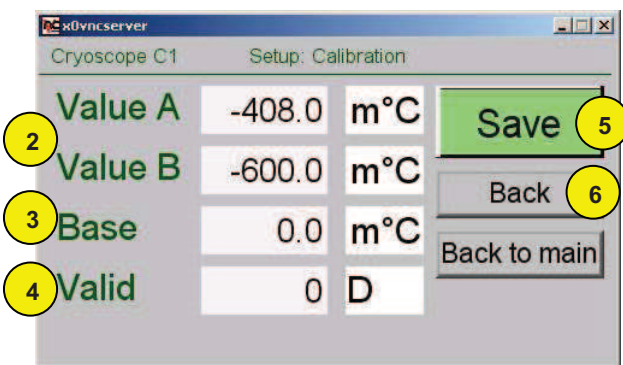 x0vncserver
Cryoscope C1 Setup: Calibration
Value A -408.0 m°C Save 5
2
Value B -600.0 m°C
Back 6
3 Base 0.0 m°C
Back to main
4 Valid 0 D